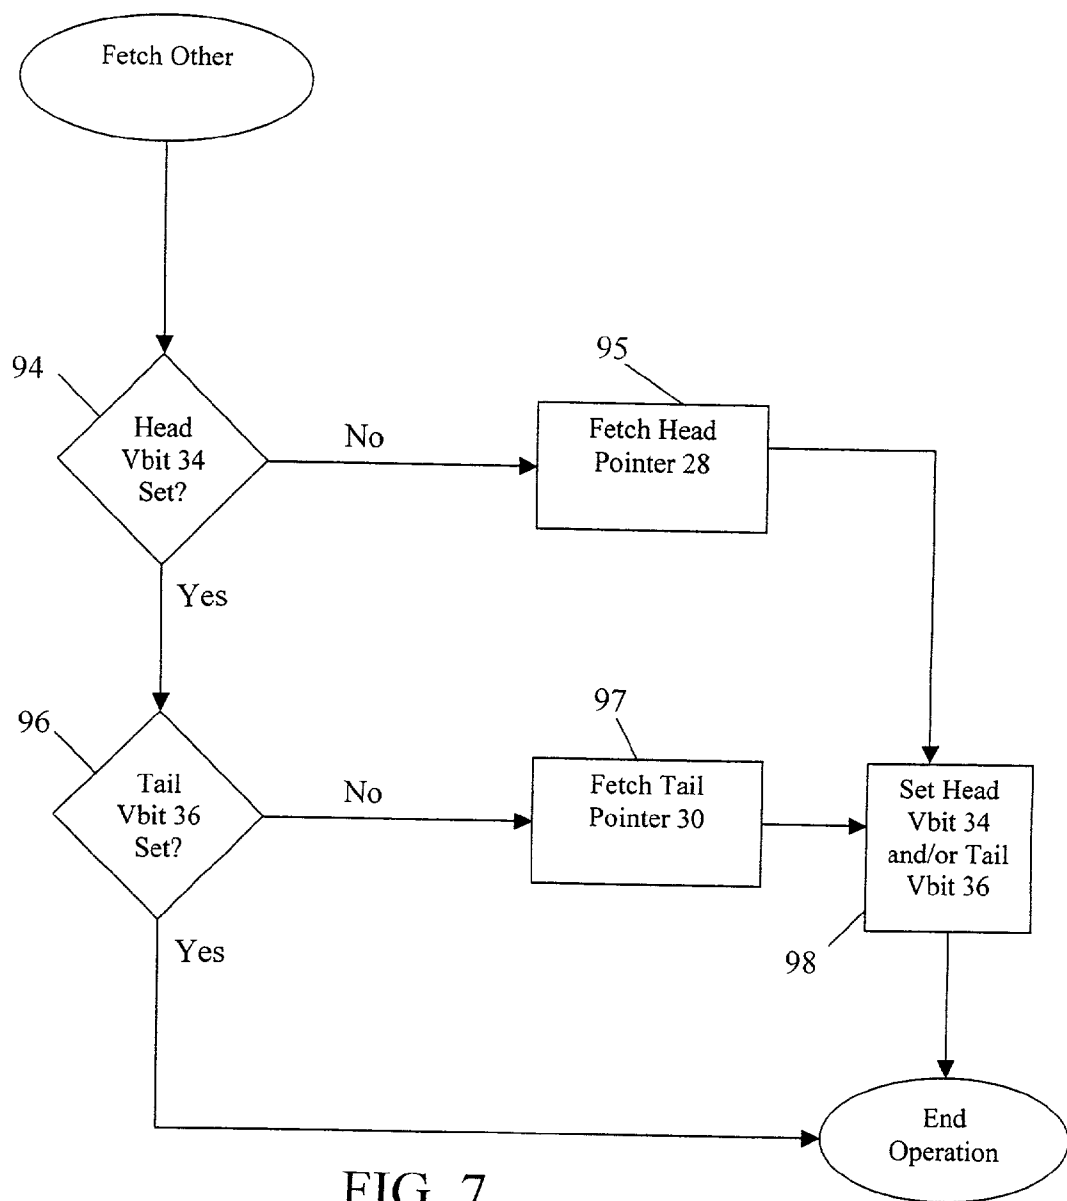 Fetch Other
94
Head
Vbit 34
Set?
No
95
Fetch Head
Pointer 28
Yes
96
Tail
Vbit 36
Set?
No
97
Fetch Tail
Pointer 30
Set Head
Vbit 34
and/or Tail
Vbit 36
98
Yes
End
Operation
FIG. 7